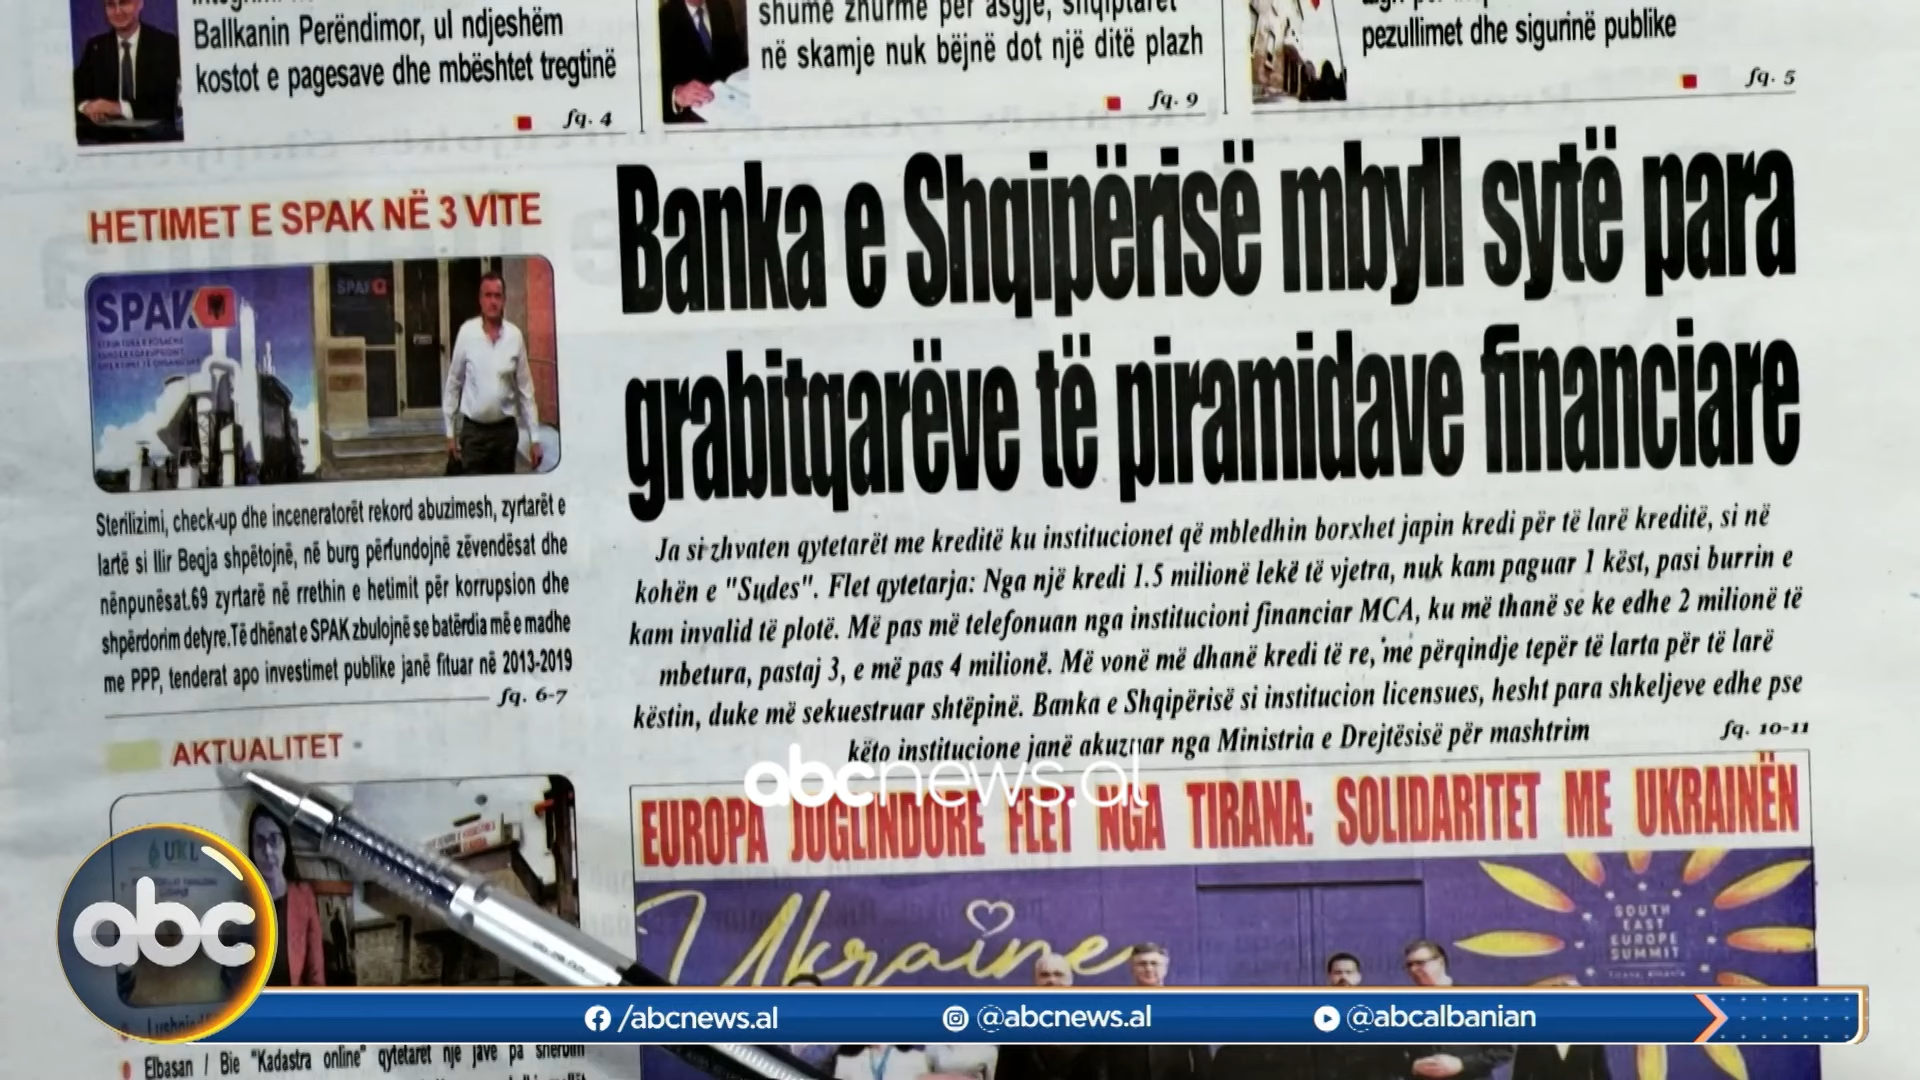 Ballkanin Perëndimor, ul ndjeshëm
kostot e pagesave dhe mbështet tregtinë
fq. 4
shumë zhurmë për asgjë, shqiptarët
në skamje nuk bëjnë dot një ditë plazh
fq. 9
pezullimet dhe sigurinë publike
fq. 5
HETIMET E SPAK NË 3 VITE
SPAK
SPAK
Sterilizimi, check-up dhe inceneratorët rekord abuzimesh, zyrtarët e
lartë si Ilir Beqja shpëtojnë, në burg përfundojnë zëvendësat dhe
nënpunësat.69 zyrtarë në rrethin e hetimit për korrupsion dhe
shpërdorim detyre.Të dhënat e SPAK zbulojnë se batërdia më e madhe
me PPP, tenderat apo investimet publike janë fituar në 2013-2019
fq. 6-7
Banka e Shqipërisë mbyll sytë para
grabitqarëve të piramidave financiare
Ja si zhvaten qytetarët me kreditë ku institucionet që mbledhin borxhet japin kredi për të larë kreditë, si në
kohën e "Sudes". Flet qytetarja: Nga një kredi 1.5 milionë lekë të vjetra, nuk kam paguar 1 këst, pasi burrin e
kam invalid të plotë. Më pas më telefonuan nga institucioni financiar MCA, ku më thanë se ke edhe 2 milionë të
mbetura, pastaj 3, e më pas 4 milionë. Më vonë më dhanë kredi të re, me përqindje tepër të larta për të larë
këstin, duke më sekuestruar shtëpinë. Banka e Shqipërisë si institucion licensues, hesht para shkeljeve edhe pse
këto institucione janë akuzuar nga Ministria e Drejtësisë për mashtrim
fq. 10-11
AKTUALITET
abcnews.al
EUROPA JUGLINDORE FLET NGA TIRANA: SOLIDARITET ME UKRAINËN
Ukraine
SOUTH
EAST
EUROPE
SUMMIT
Tirana, Albania
abc
/abcnews.al
@abcnews.al
@abcalbanian
Elbasan / Bie "Kadastra online" qytetarët një javë pa shërbim